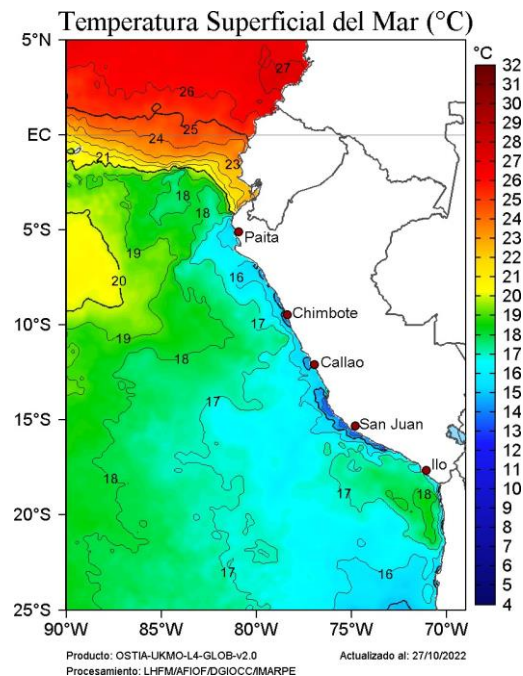 Temperatura Superficial del Mar (°C)
5°N
EC
5°S
10°S
15°S
20°S
25°S
90°W
85°W
80°W
75°W
70°W
27
26
25
24
23
21
18
18
19
20
16
19
17
18
17
18
17
18
17
16
Paita
Chimbote
Callao
San Juan
Ilo
°C
32
31
30
29
28
27
26
25
24
23
22
21
20
19
18
17
16
15
14
13
12
11
10
9
8
7
6
5
4
Producto: OSTIA-UKMO-L4-GLOB-v2.0
Actualizado al: 27/10/2022
Procesamiento: LHFM/AFIOF/DGIOCC/IMARPE